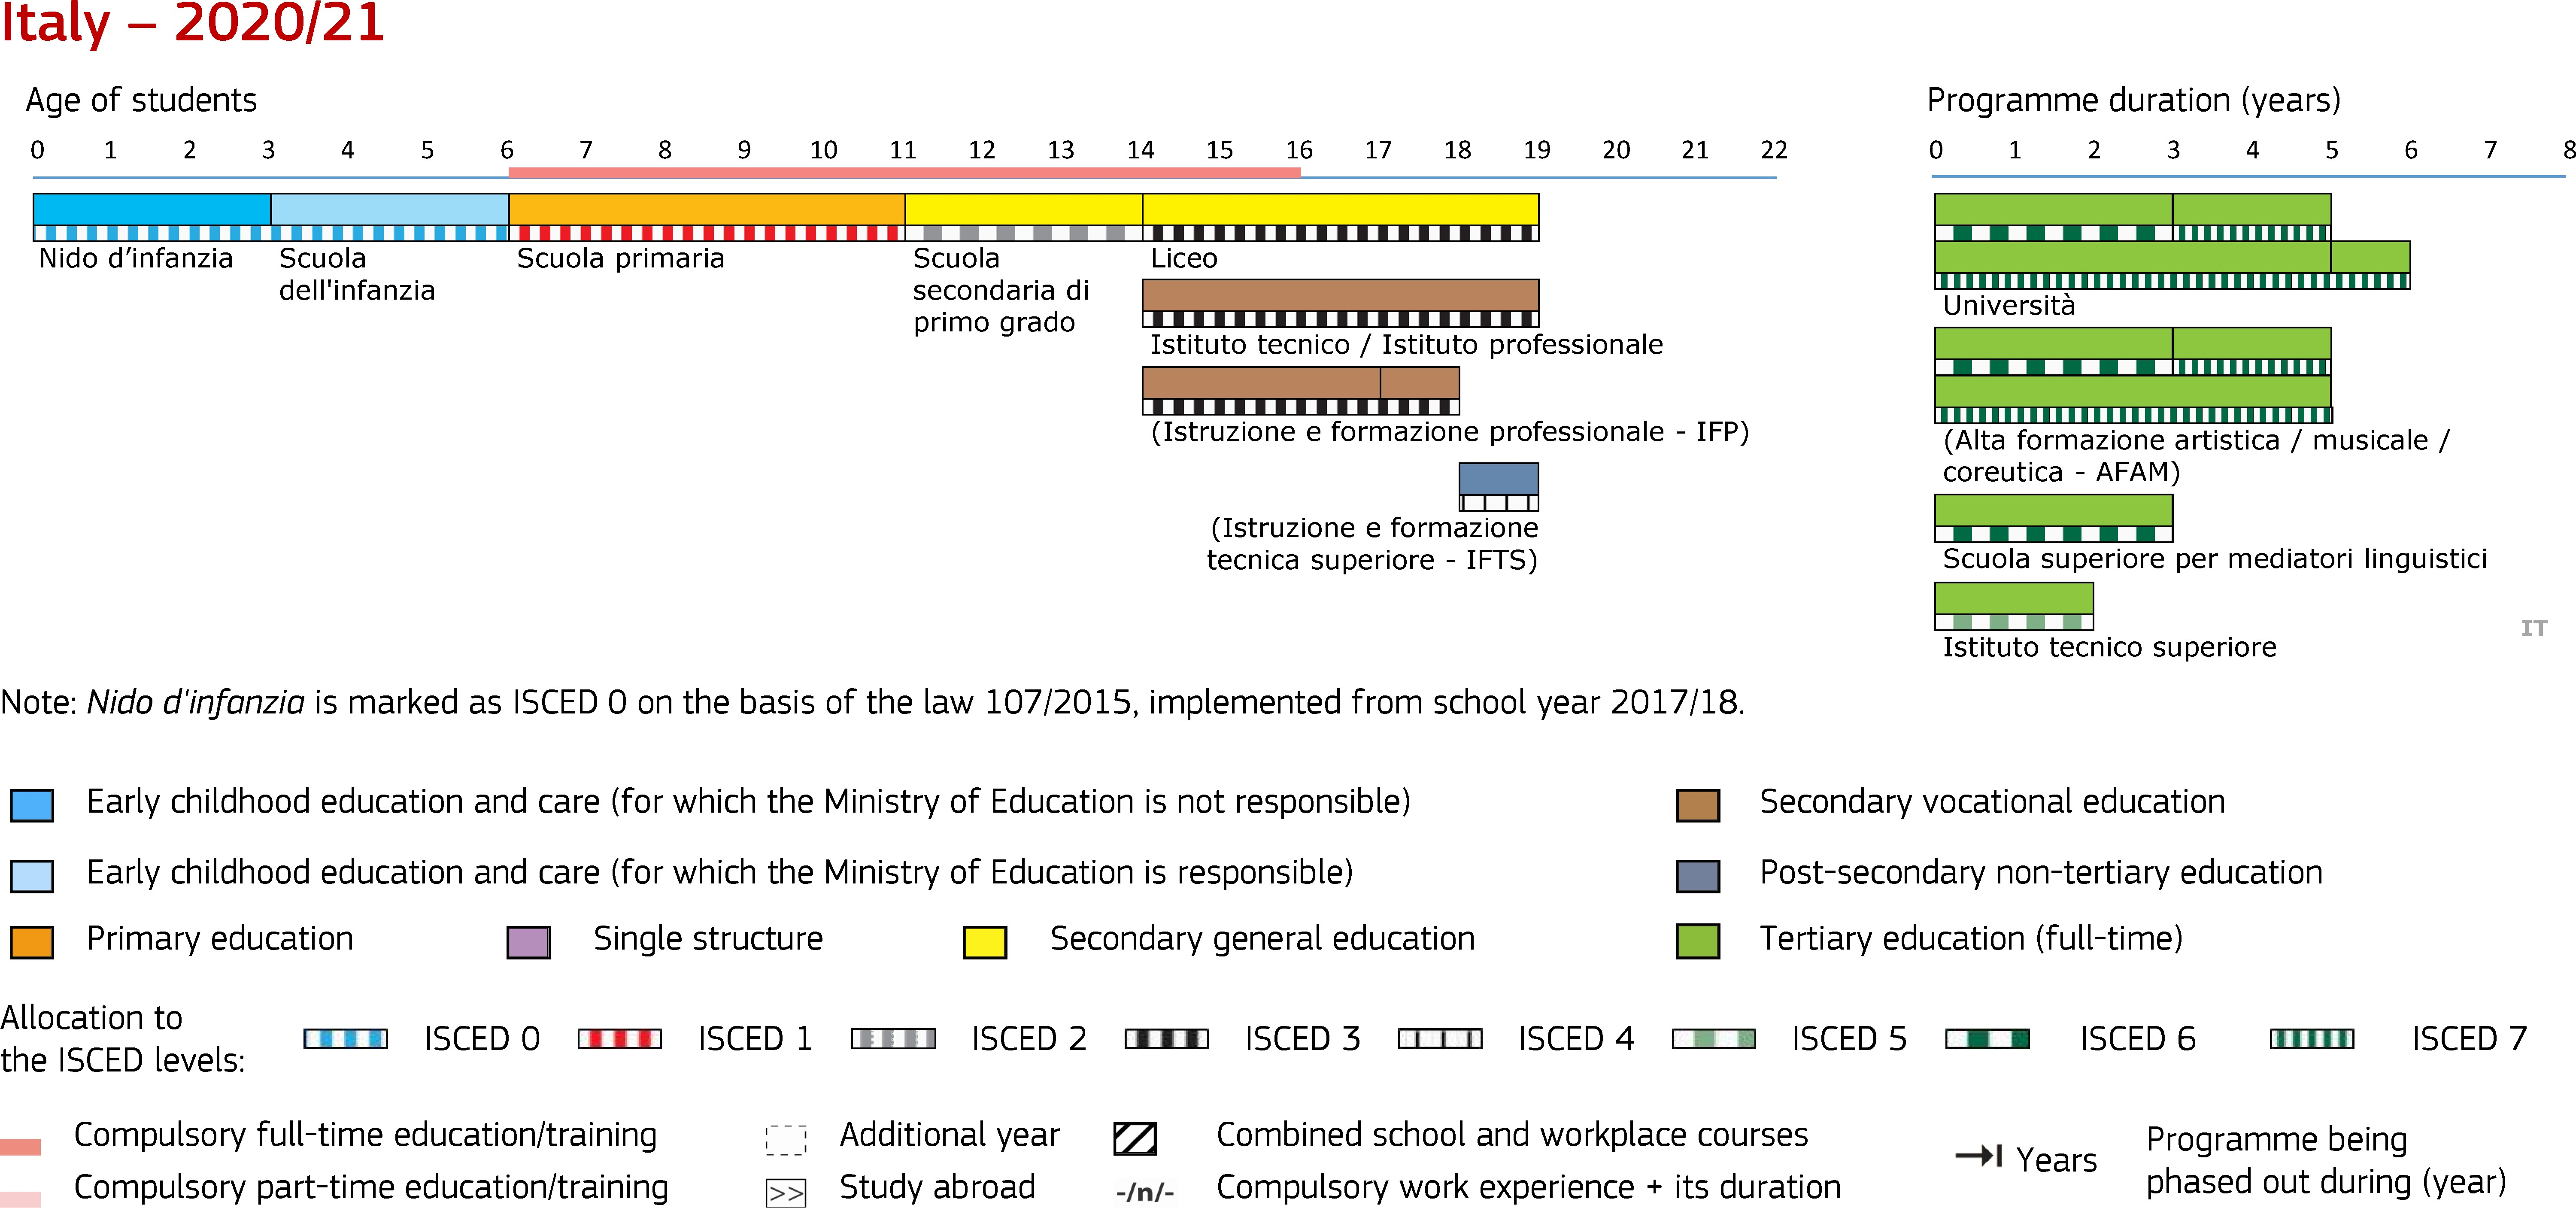 Italy – 2020/21
Age of students
Programme duration (years)
0 1 2 3 4 5 6 7 8 9 10 11 12 13 14 15 16 17 18 19 20 21 22
0 1 2 3 4 5 6 7 8
Nido d’infanzia
Scuola
dell'infanzia
Scuola primaria
Scuola
secondaria di
primo grado
Liceo
Istituto tecnico / Istituto professionale
(Istruzione e formazione professionale - IFP)
(Istruzione e formazione
tecnica superiore - IFTS)
Università
(Alta formazione artistica / musicale /
coreutica - AFAM)
Scuola superiore per mediatori linguistici
Istituto tecnico superiore
IT
Note: Nido d'infanzia is marked as ISCED 0 on the basis of the law 107/2015, implemented from school year 2017/18.
Early childhood education and care (for which the Ministry of Education is not responsible)
Secondary vocational education
Early childhood education and care (for which the Ministry of Education is responsible)
Post-secondary non-tertiary education
Primary education
Single structure
Secondary general education
Tertiary education (full-time)
Allocation to
the ISCED levels:
ISCED 0
ISCED 1
ISCED 2
ISCED 3
ISCED 4
ISCED 5
ISCED 6
ISCED 7
Compulsory full-time education/training
Additional year
Combined school and workplace courses
Years
Programme being
phased out during (year)
Compulsory part-time education/training
>> Study abroad
-/n/- Compulsory work experience + its duration